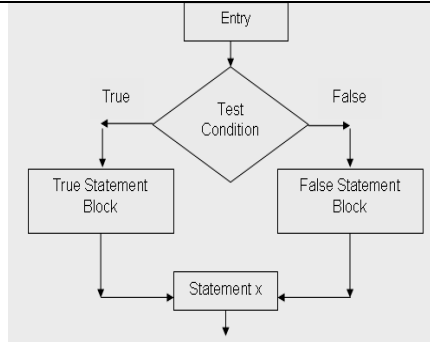 Entry
True
False
Test
Condition
True Statement
Block
False Statement
Block
Statement x